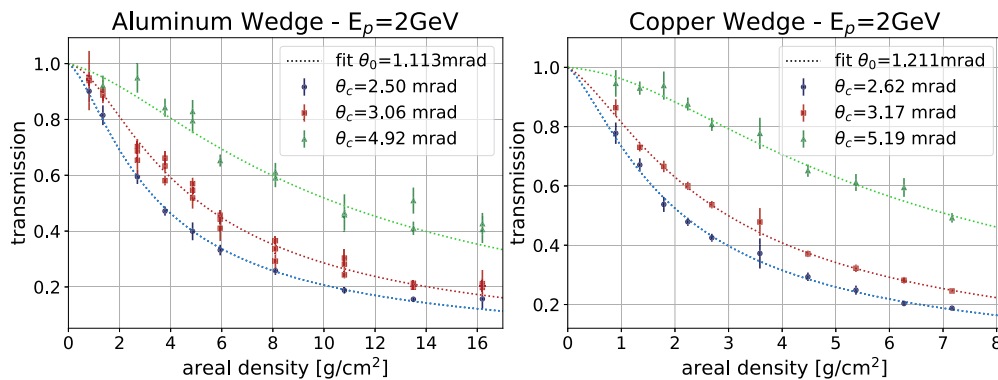 Aluminum Wedge - E_p=2GeV
transmission
1.0
0.8
0.6
0.4
0.2
0 2 4 6 8 10 12 14 16
areal density [g/cm²]
fit θ₀=1.113mrad
θ_c=2.50 mrad
θ_c=3.06 mrad
θ_c=4.92 mrad
Copper Wedge - E_p=2GeV
transmission
1.0
0.8
0.6
0.4
0.2
0 1 2 3 4 5 6 7 8
areal density [g/cm²]
fit θ₀=1.211mrad
θ_c=2.62 mrad
θ_c=3.17 mrad
θ_c=5.19 mrad